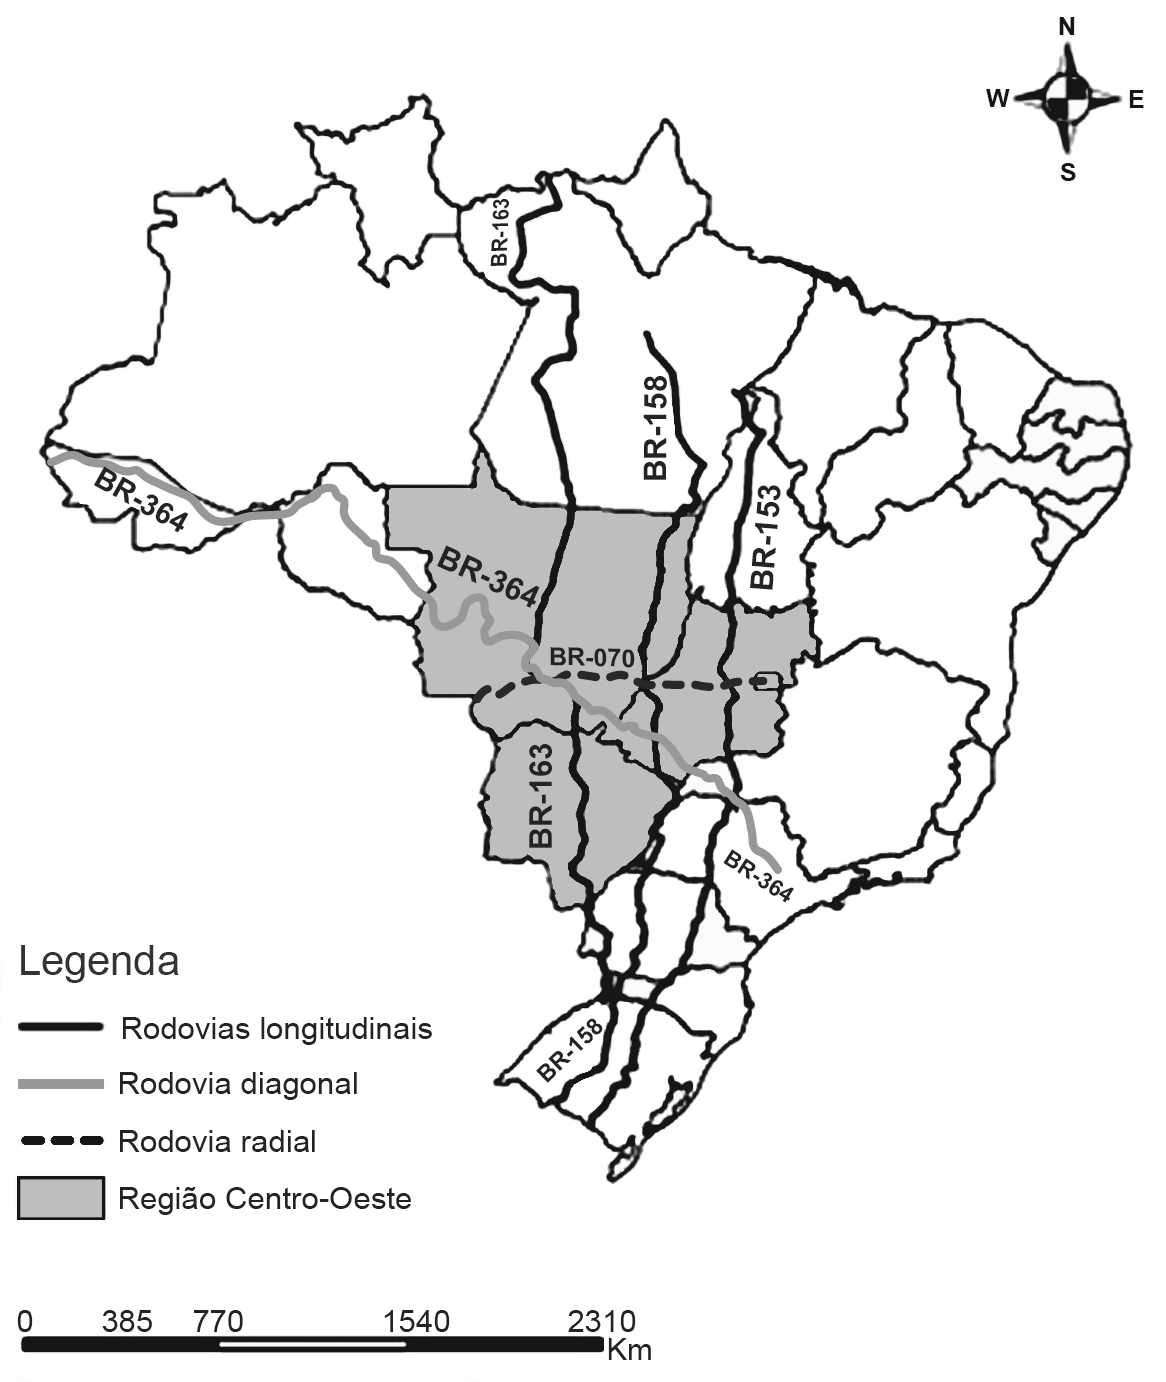 N
W
E
S
BR-163
BR-158
BR-364
BR-153
BR-364
BR-070
BR-163
BR-364
BR-158
Legenda
Rodovias longitudinais
Rodovia diagonal
Rodovia radial
Região Centro-Oeste
0 385 770 1540 2310
Km